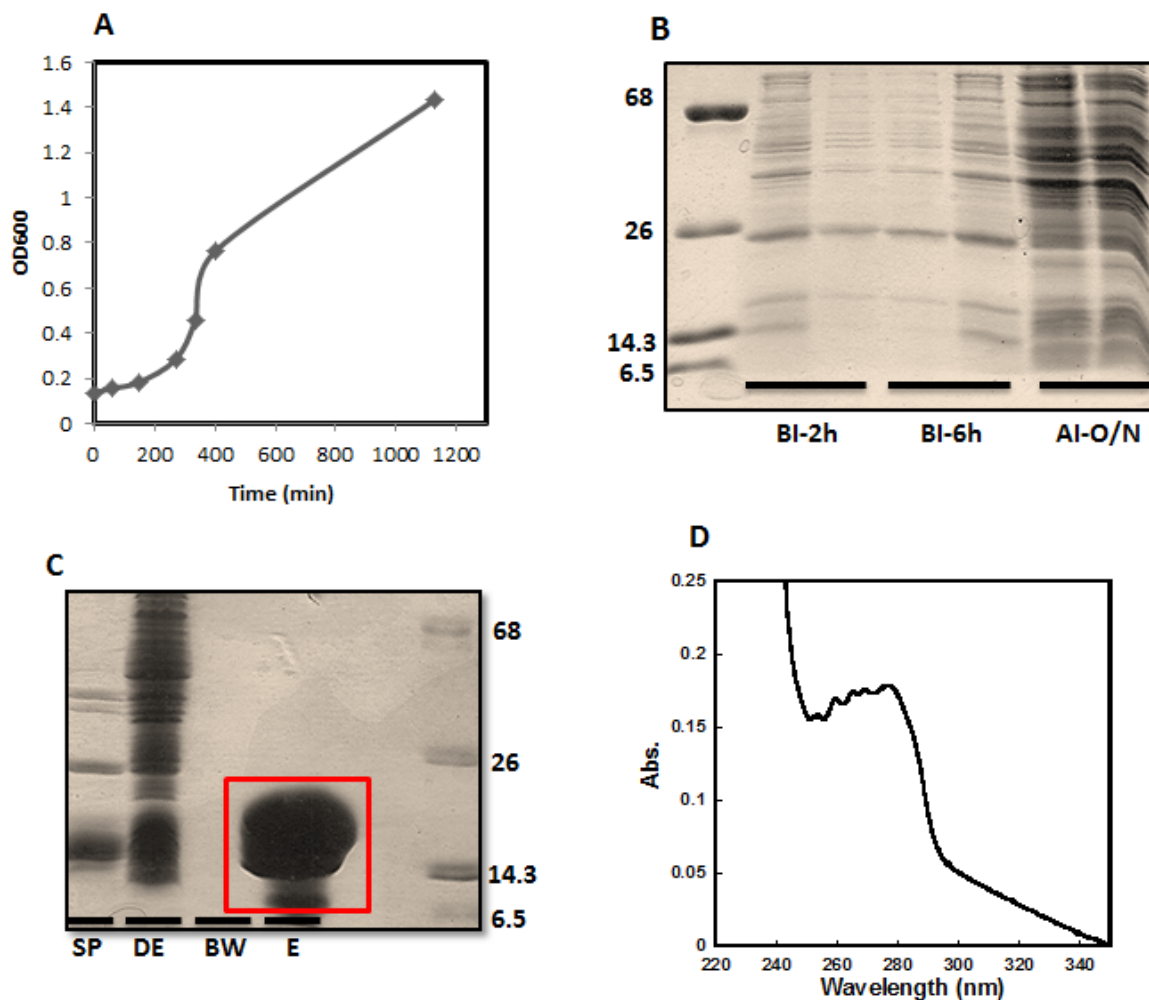 A
1.6
1.4
1.2
1
0.8
0.6
0.4
0.2
0
OD600
0 200 400 600 800 1000 1200
Time (min)
B
68
26
14.3
6.5
BI-2h BI-6h AI-O/N
C
68
26
14.3
6.5
SP DE BW E
D
0.25
0.2
0.15
0.1
0.05
0
Abs.
220 240 260 280 300 320 340
Wavelength (nm)